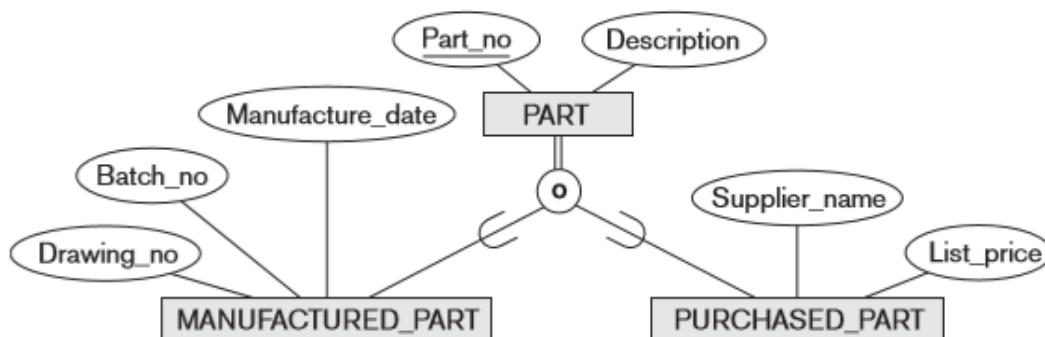 Part_no
Description
PART
Manufacture_date
Batch_no
o
Supplier_name
Drawing_no
List_price
MANUFACTURED_PART
PURCHASED_PART